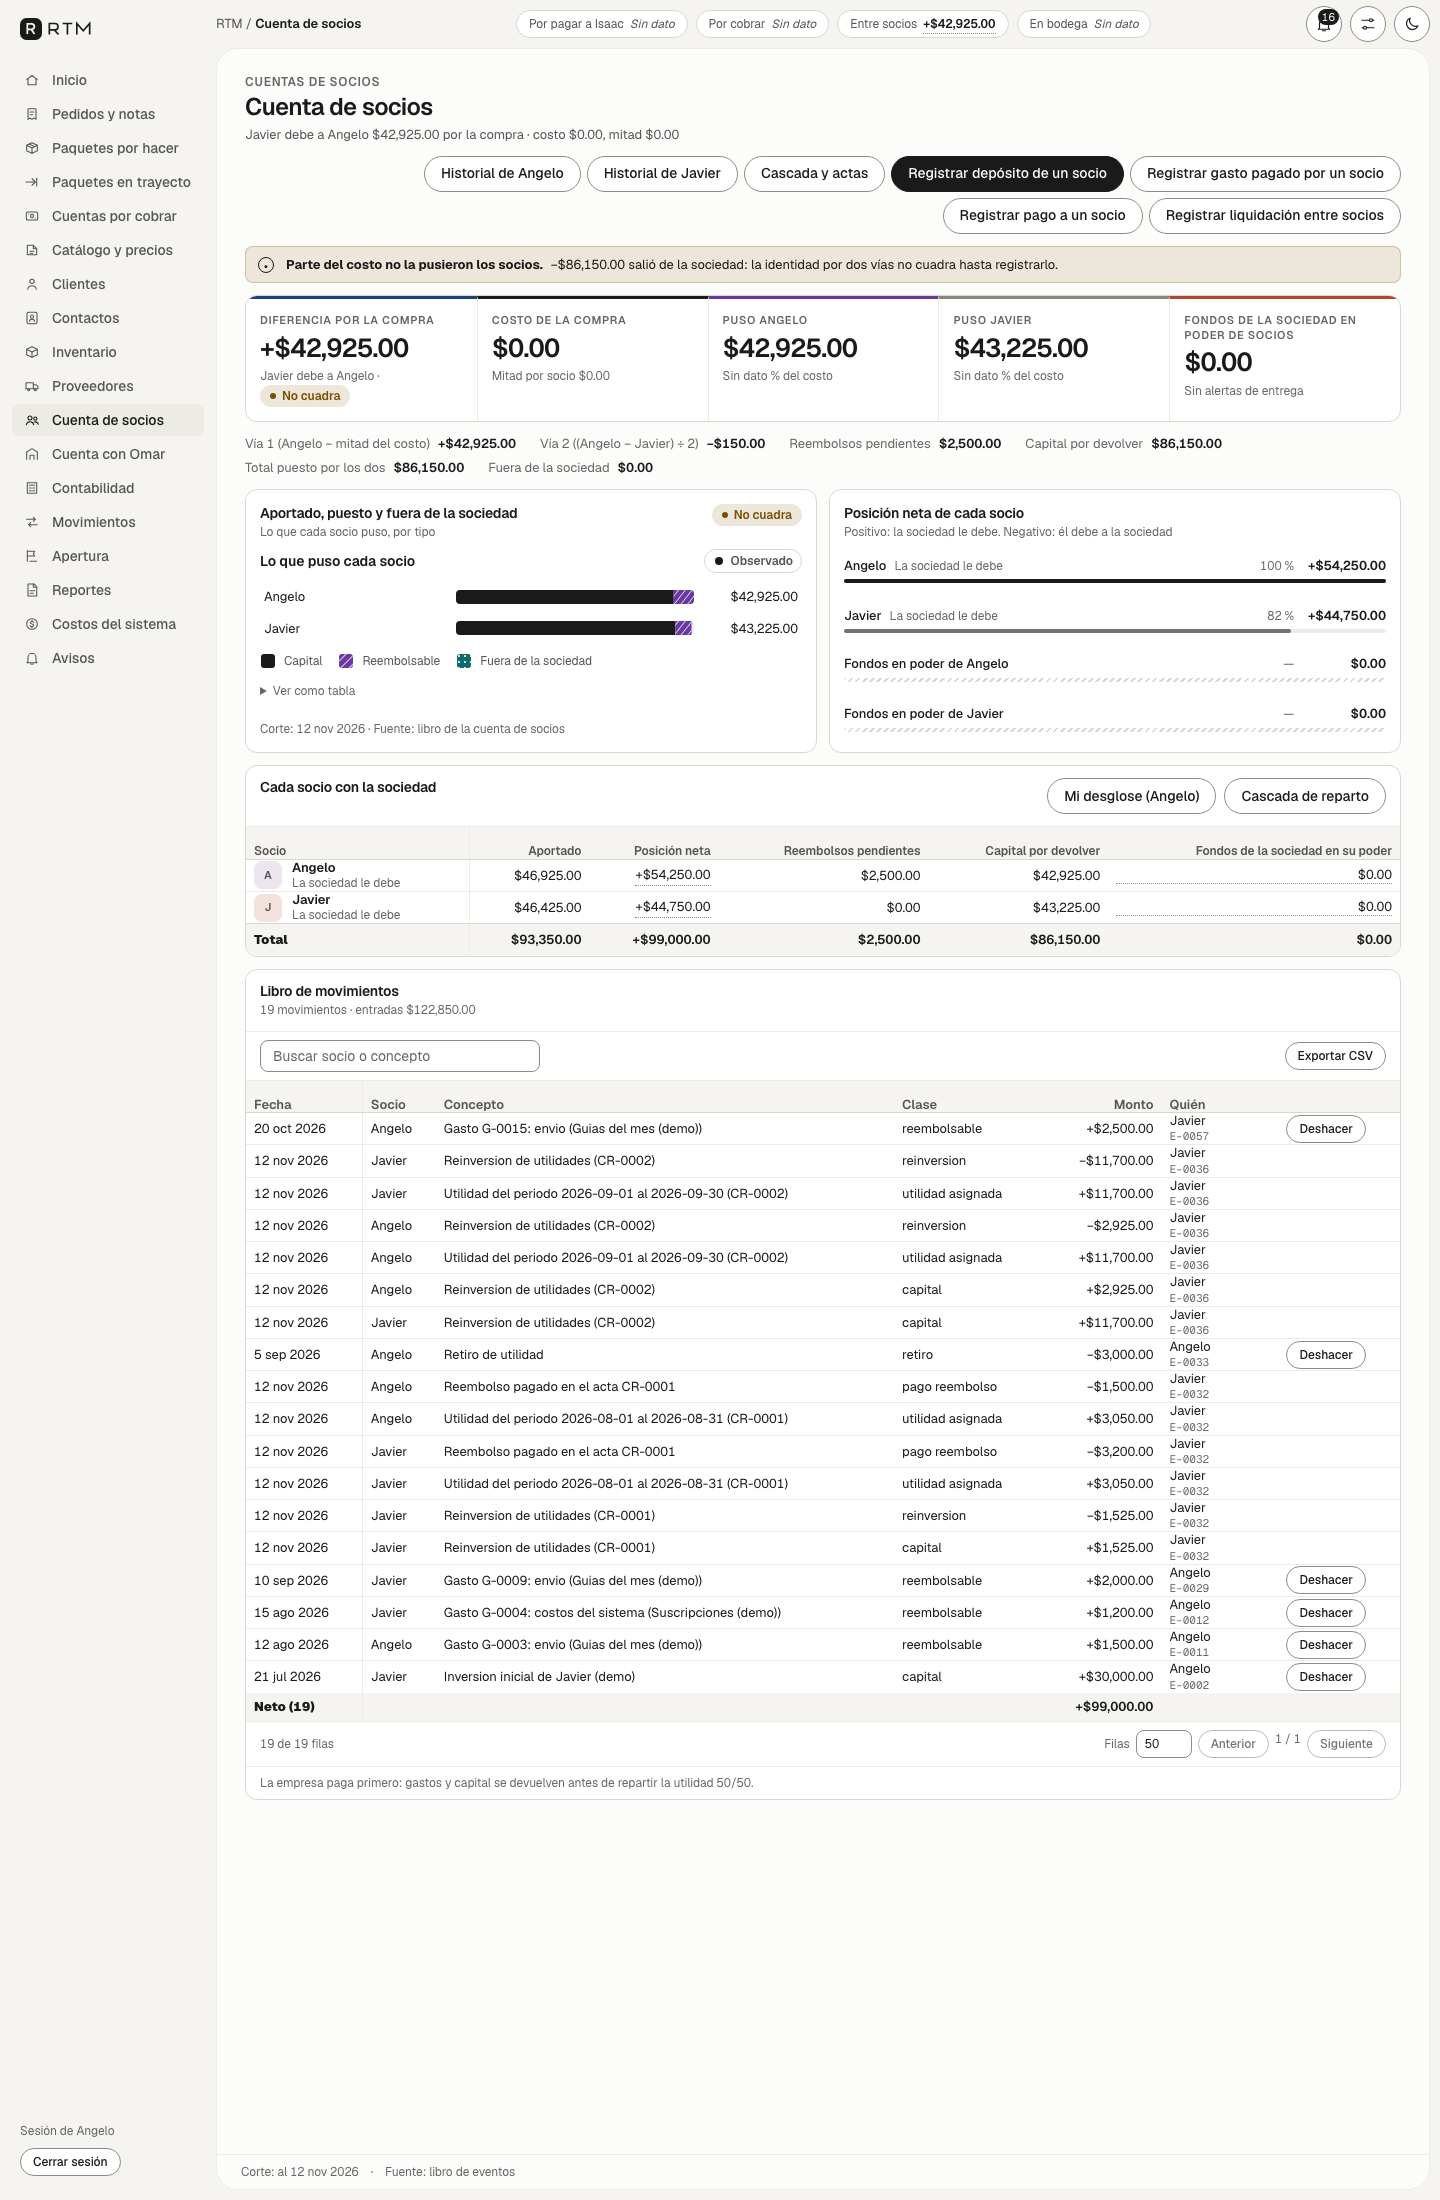 R RTM
RTM / Cuenta de socios
Por pagar a Isaac Sin dato
Por cobrar Sin dato
Entre socios +$42,925.00
En bodega Sin dato
16
Inicio
Pedidos y notas
Paquetes por hacer
Paquetes en trayecto
Cuentas por cobrar
Catálogo y precios
Clientes
Contactos
Inventario
Proveedores
Cuenta de socios
Cuenta con Omar
Contabilidad
Movimientos
Apertura
Reportes
Costos del sistema
Avisos
Sesión de Angelo
Cerrar sesión
CUENTAS DE SOCIOS
Cuenta de socios
Javier debe a Angelo $42,925.00 por la compra · costo $0.00, mitad $0.00
Historial de Angelo
Historial de Javier
Cascada y actas
Registrar depósito de un socio
Registrar gasto pagado por un socio
Registrar pago a un socio
Registrar liquidación entre socios
Parte del costo no la pusieron los socios. −$86,150.00 salió de la sociedad: la identidad por dos vías no cuadra hasta registrarlo.
DIFERENCIA POR LA COMPRA
+$42,925.00
Javier debe a Angelo ·
No cuadra
COSTO DE LA COMPRA
$0.00
Mitad por socio $0.00
PUSO ANGELO
$42,925.00
Sin dato % del costo
PUSO JAVIER
$43,225.00
Sin dato % del costo
FONDOS DE LA SOCIEDAD EN
PODER DE SOCIOS
$0.00
Sin alertas de entrega
Vía 1 (Angelo − mitad del costo) +$42,925.00 Vía 2 ((Angelo − Javier) ÷ 2) −$150.00 Reembolsos pendientes $2,500.00 Capital por devolver $86,150.00
Total puesto por los dos $86,150.00 Fuera de la sociedad $0.00
Aportado, puesto y fuera de la sociedad
No cuadra
Lo que cada socio puso, por tipo
Lo que puso cada socio
Observado
Angelo $42,925.00
Javier $43,225.00
Capital Reembolsable Fuera de la sociedad
Ver como tabla
Corte: 12 nov 2026 · Fuente: libro de la cuenta de socios
Posición neta de cada socio
Positivo: la sociedad le debe. Negativo: él debe a la sociedad
Angelo La sociedad le debe 100 % +$54,250.00
Javier La sociedad le debe 82 % +$44,750.00
Fondos en poder de Angelo — $0.00
Fondos en poder de Javier — $0.00
Cada socio con la sociedad
Mi desglose (Angelo)
Cascada de reparto
Socio Aportado Posición neta Reembolsos pendientes Capital por devolver Fondos de la sociedad en su poder
A Angelo La sociedad le debe $46,925.00 +$54,250.00 $2,500.00 $42,925.00 $0.00
J Javier La sociedad le debe $46,425.00 +$44,750.00 $0.00 $43,225.00 $0.00
Total $93,350.00 +$99,000.00 $2,500.00 $86,150.00 $0.00
Libro de movimientos
19 movimientos · entradas $122,850.00
Buscar socio o concepto
Exportar CSV
Fecha Socio Concepto Clase Monto Quién
20 oct 2026 Angelo Gasto G-0015: envio (Guias del mes (demo)) reembolsable +$2,500.00 Javier E-0057 Deshacer
12 nov 2026 Javier Reinversion de utilidades (CR-0002) reinversion −$11,700.00 Javier E-0036
12 nov 2026 Javier Utilidad del periodo 2026-09-01 al 2026-09-30 (CR-0002) utilidad asignada +$11,700.00 Javier E-0036
12 nov 2026 Angelo Reinversion de utilidades (CR-0002) reinversion −$2,925.00 Javier E-0036
12 nov 2026 Angelo Utilidad del periodo 2026-09-01 al 2026-09-30 (CR-0002) utilidad asignada +$11,700.00 Javier E-0036
12 nov 2026 Angelo Reinversion de utilidades (CR-0002) capital +$2,925.00 Javier E-0036
12 nov 2026 Javier Reinversion de utilidades (CR-0002) capital +$11,700.00 Javier E-0036
5 sep 2026 Angelo Retiro de utilidad retiro −$3,000.00 Angelo E-0033 Deshacer
12 nov 2026 Angelo Reembolso pagado en el acta CR-0001 pago reembolso −$1,500.00 Javier E-0032
12 nov 2026 Angelo Utilidad del periodo 2026-08-01 al 2026-08-31 (CR-0001) utilidad asignada +$3,050.00 Javier E-0032
12 nov 2026 Javier Reembolso pagado en el acta CR-0001 pago reembolso −$3,200.00 Javier E-0032
12 nov 2026 Javier Utilidad del periodo 2026-08-01 al 2026-08-31 (CR-0001) utilidad asignada +$3,050.00 Javier E-0032
12 nov 2026 Javier Reinversion de utilidades (CR-0001) reinversion −$1,525.00 Javier E-0032
12 nov 2026 Javier Reinversion de utilidades (CR-0001) capital +$1,525.00 Javier E-0032
10 sep 2026 Javier Gasto G-0009: envio (Guias del mes (demo)) reembolsable +$2,000.00 Angelo E-0029 Deshacer
15 ago 2026 Javier Gasto G-0004: costos del sistema (Suscripciones (demo)) reembolsable +$1,200.00 Angelo E-0012 Deshacer
12 ago 2026 Angelo Gasto G-0003: envio (Guias del mes (demo)) reembolsable +$1,500.00 Angelo E-0011 Deshacer
21 jul 2026 Javier Inversion inicial de Javier (demo) capital +$30,000.00 Angelo E-0002 Deshacer
Neto (19) +$99,000.00
19 de 19 filas
Filas 50 Anterior 1 / 1 Siguiente
La empresa paga primero: gastos y capital se devuelven antes de repartir la utilidad 50/50.
Corte: al 12 nov 2026 · Fuente: libro de eventos